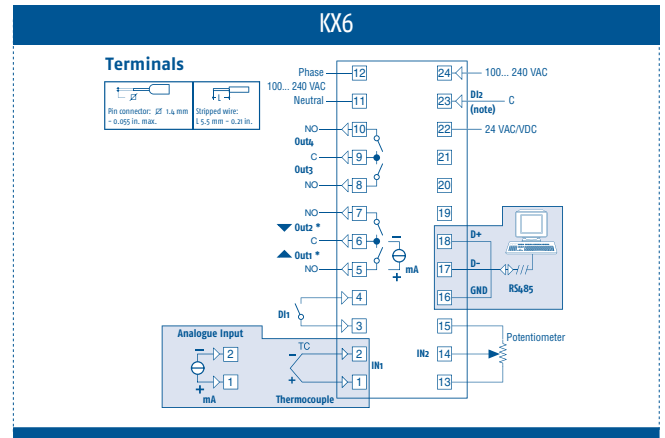 KX6
Terminals
Pin connector: Ø 1.4 mm
- 0.055 in. max.
L
Stripped wire:
L 5.5 mm - 0.21 in.
Phase
12
100... 240 VAC
Neutral
11
NO
10
Out4
C
9
Out3
NO
8
NO
7
▼ Out2 *
C
6
▲ Out1 *
NO
5
−
+
mA
4
DI1
3
Analogue Input
−
2
1
+
mA
TC
−
2
IN1
+
1
Thermocouple
24
100... 240 VAC
23
DI2
(note)
C
22
24 VAC/VDC
21
20
19
18
D+
17
D-
16
GND
RS485
15
Potentiometer
IN2
14
13